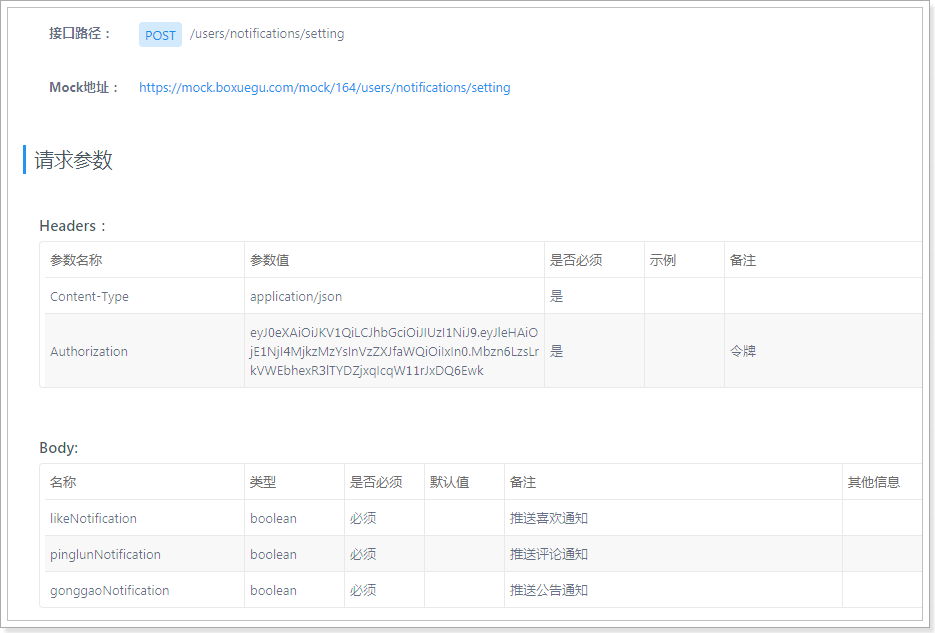 接口路径： POST /users/notifications/setting
Mock地址： https://mock.boxuegu.com/mock/164/users/notifications/setting
请求参数
Headers：
参数名称 参数值 是否必须 示例 备注
Content-Type application/json 是
eyJ0eXAiOiJKV1QiLCJhbGciOiJIUzI1NiJ9.eyJleHAiO
Authorization jE1NjI4MjkzMzYsInVzZXJfaWQiOiIxIn0.Mbzn6LzsLr 是 令牌
kVWEbhexR3lTYDZjxqIcqW11rJxDQ6Ewk
Body:
名称 类型 是否必须 默认值 备注 其他信息
likeNotification boolean 必须 推送喜欢通知
pinglunNotification boolean 必须 推送评论通知
gonggaoNotification boolean 必须 推送公告通知